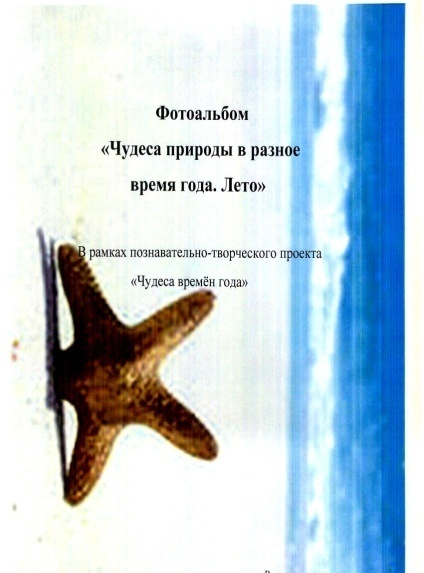 Фотоальбом
«Чудеса природы в разное
время года. Лето»
В рамках познавательно-творческого проекта
«Чудеса времён года»